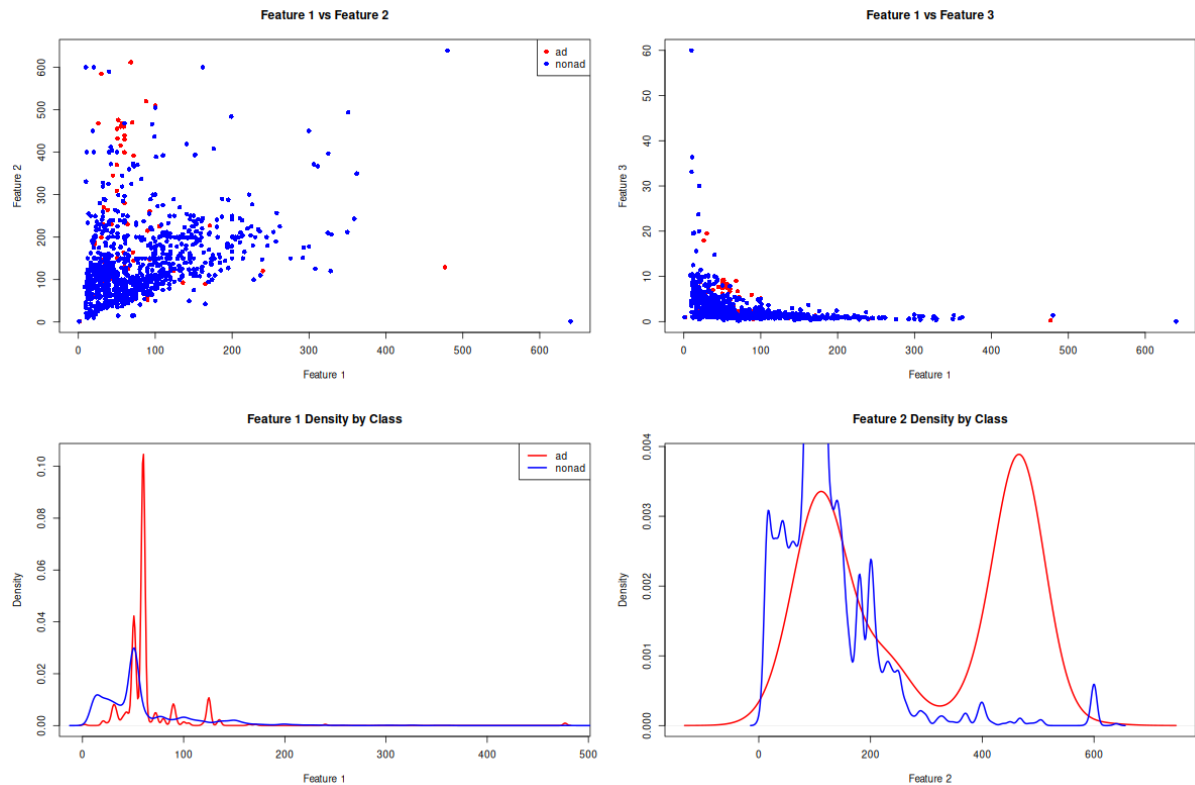 Feature 1 vs Feature 2
Feature 2
0 100 200 300 400 500 600
ad
nonad
0 100 200 300 400 500 600
Feature 1
Feature 1 vs Feature 3
Feature 3
0 10 20 30 40 50 60
0 100 200 300 400 500 600
Feature 1
Feature 1 Density by Class
Density
0.00 0.02 0.04 0.06 0.08 0.10
ad
nonad
0 100 200 300 400 500
Feature 1
Feature 2 Density by Class
Density
0.000 0.001 0.002 0.003 0.004
0 200 400 600
Feature 2